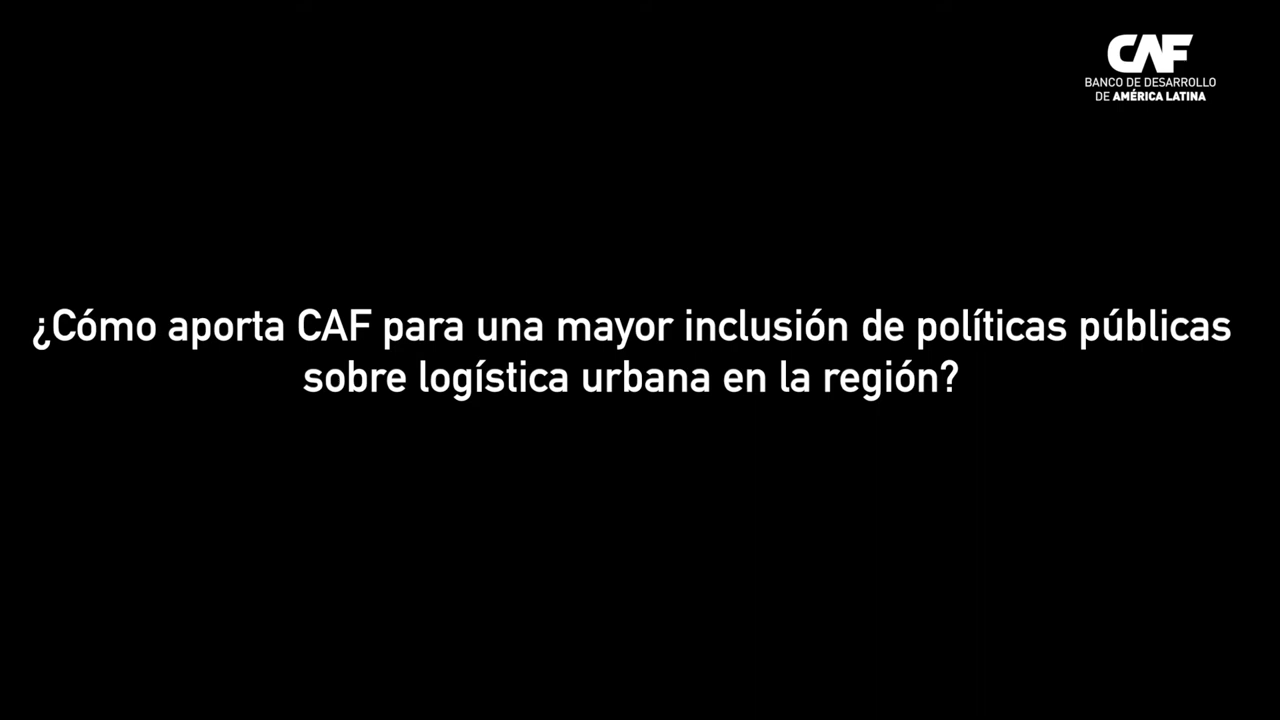 CAF
BANCO DE DESARROLLO
DE AMÉRICA LATINA
¿Cómo aporta CAF para una mayor inclusión de políticas públicas
sobre logística urbana en la región?